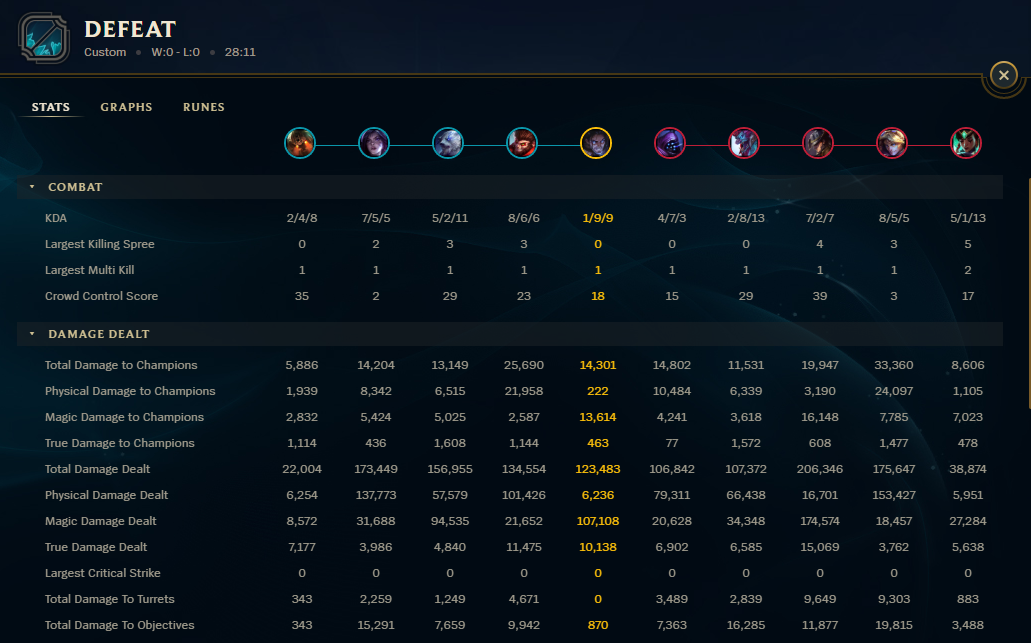 DEFEAT
Custom • W:0 - L:0 • 28:11
STATS GRAPHS RUNES
COMBAT
KDA 2/4/8 7/5/5 5/2/11 8/6/6 1/9/9 4/7/3 2/8/13 7/2/7 8/5/5 5/1/13
Largest Killing Spree 0 2 3 3 0 0 0 4 3 5
Largest Multi Kill 1 1 1 1 1 1 1 1 1 2
Crowd Control Score 35 2 29 23 18 15 29 39 3 17
DAMAGE DEALT
Total Damage to Champions 5,886 14,204 13,149 25,690 14,301 14,802 11,531 19,947 33,360 8,606
Physical Damage to Champions 1,939 8,342 6,515 21,958 222 10,484 6,339 3,190 24,097 1,105
Magic Damage to Champions 2,832 5,424 5,025 2,587 13,614 4,241 3,618 16,148 7,785 7,023
True Damage to Champions 1,114 436 1,608 1,144 463 77 1,572 608 1,477 478
Total Damage Dealt 22,004 173,449 156,955 134,554 123,483 106,842 107,372 206,346 175,647 38,874
Physical Damage Dealt 6,254 137,773 57,579 101,426 6,236 79,311 66,438 16,701 153,427 5,951
Magic Damage Dealt 8,572 31,688 94,535 21,652 107,108 20,628 34,348 174,574 18,457 27,284
True Damage Dealt 7,177 3,986 4,840 11,475 10,138 6,902 6,585 15,069 3,762 5,638
Largest Critical Strike 0 0 0 0 0 0 0 0 0 0
Total Damage To Turrets 343 2,259 1,249 4,671 0 3,489 2,839 9,649 9,303 883
Total Damage To Objectives 343 15,291 7,659 9,942 870 7,363 16,285 11,877 19,815 3,488